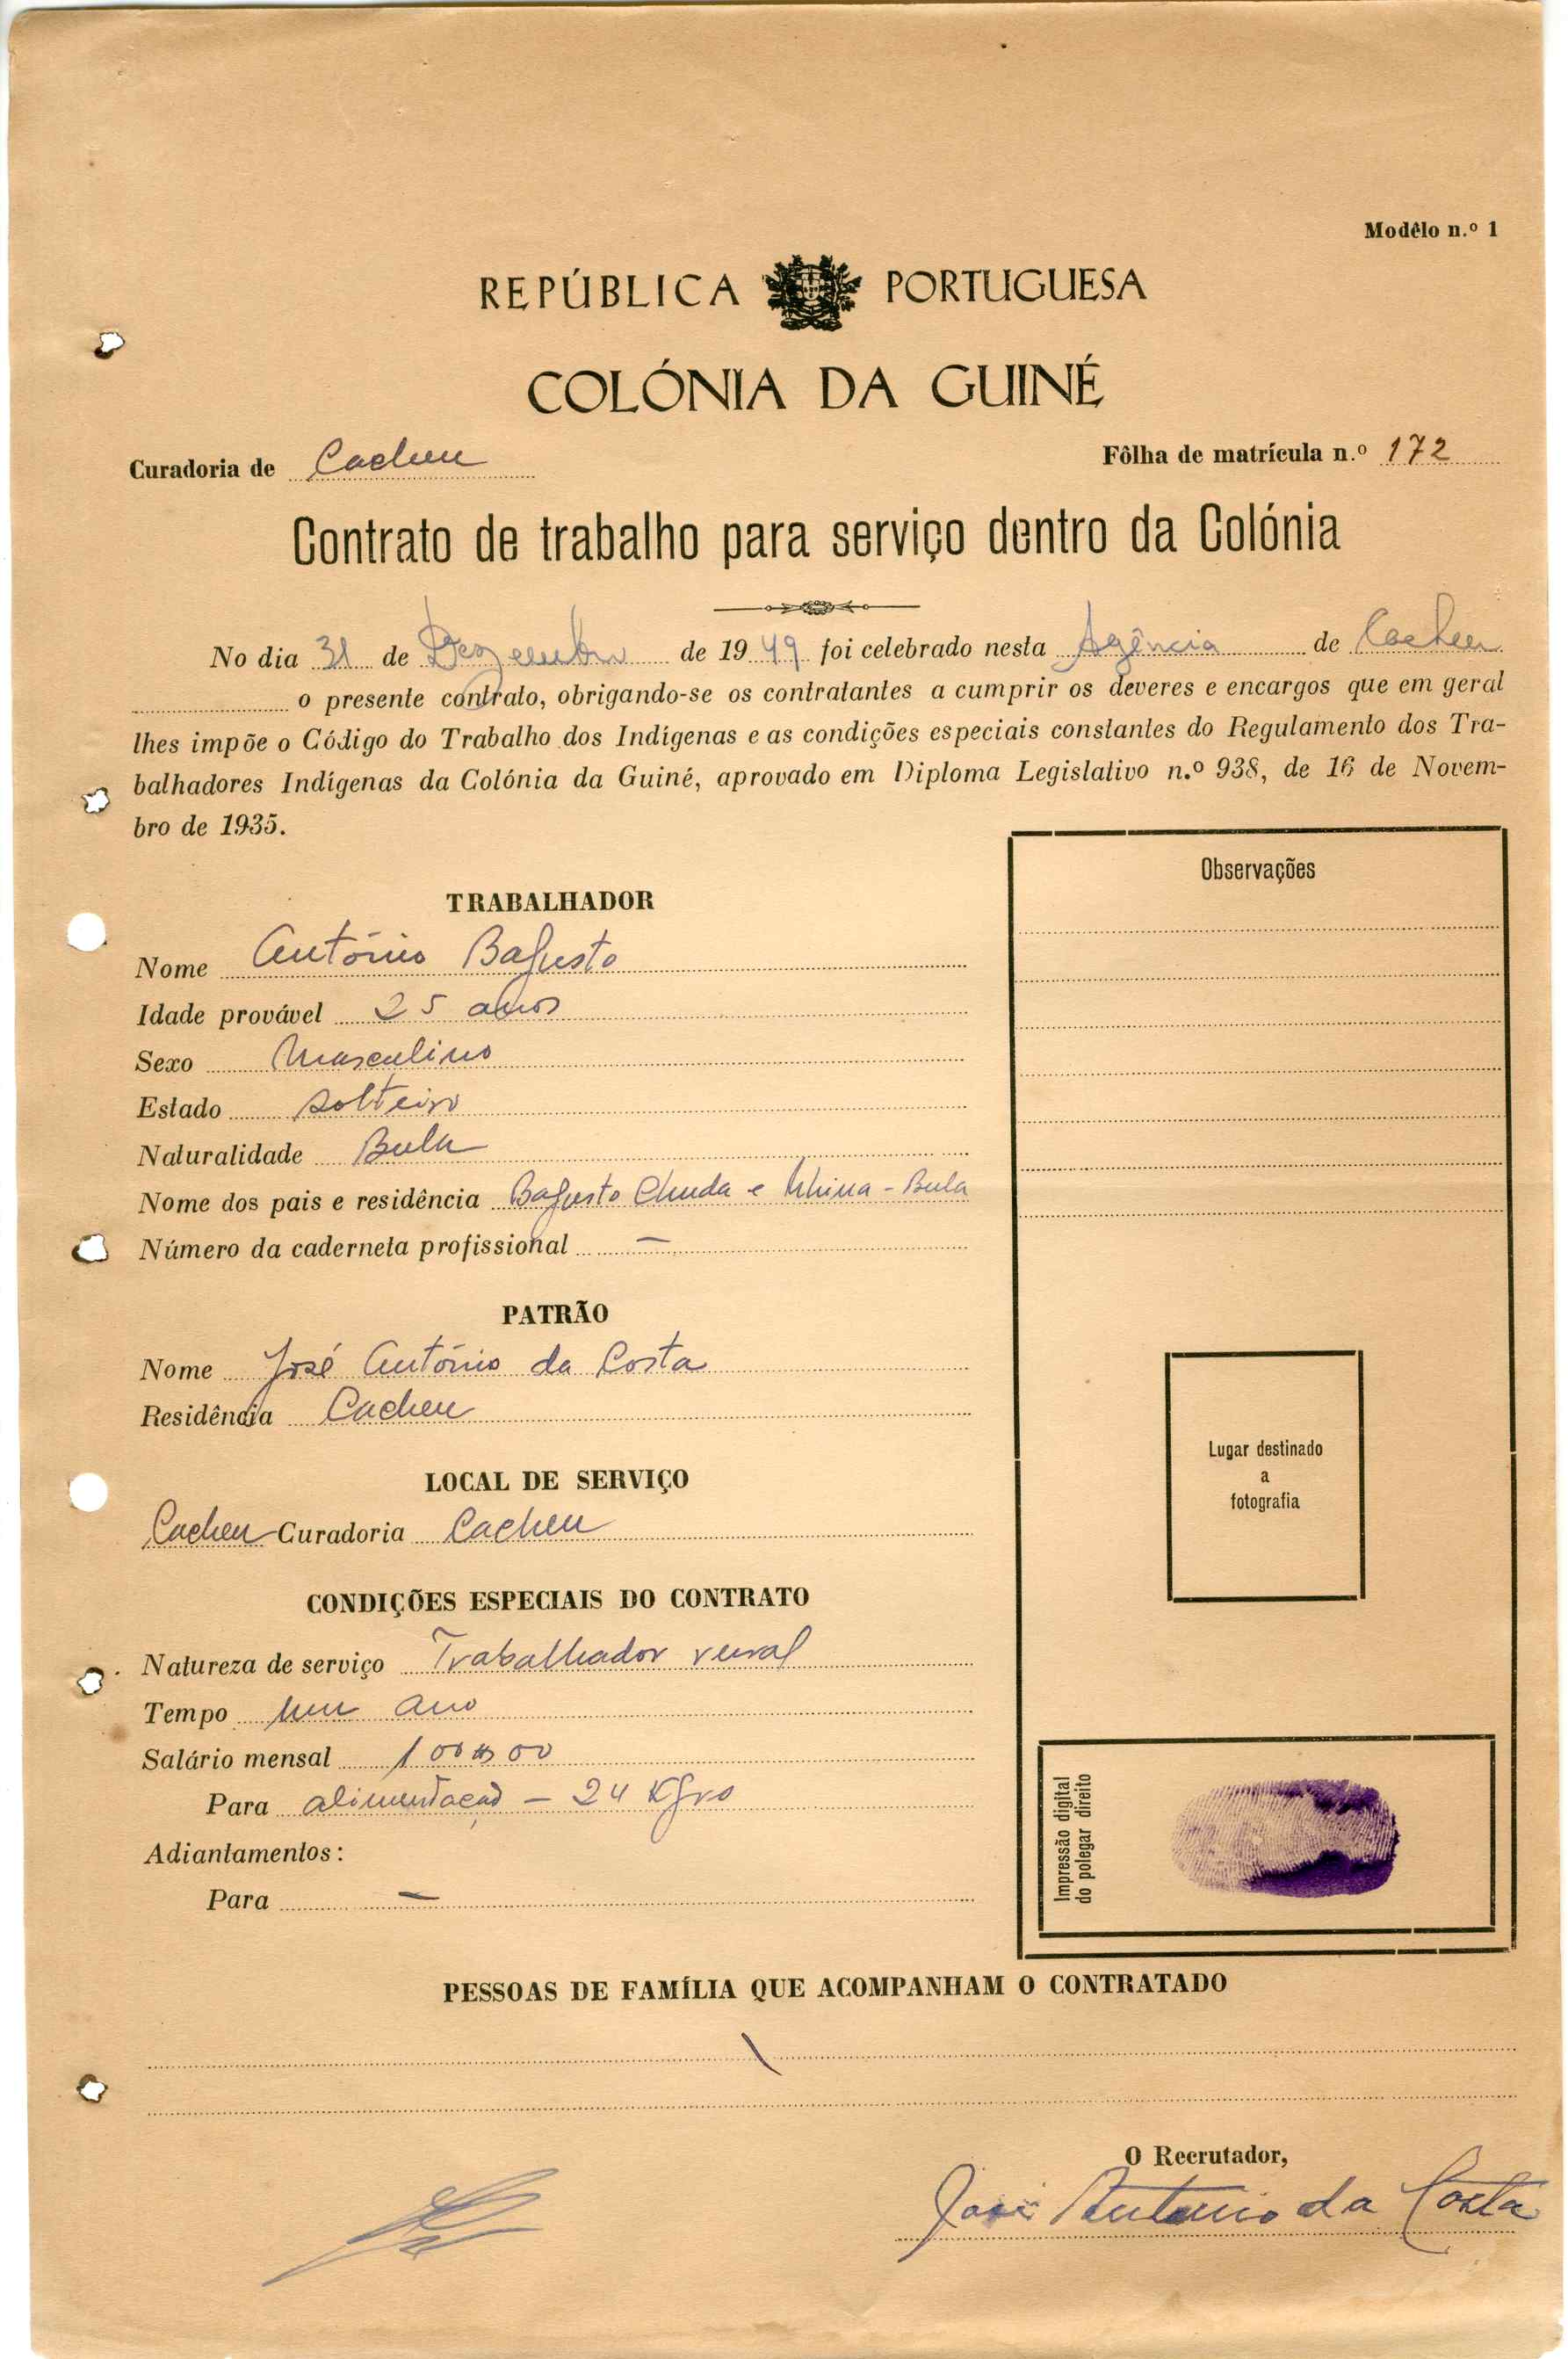 Modêlo n.º 1
REPÚBLICA PORTUGUESA
COLÓNIA DA GUINÉ
Curadoria de Cacheu Fôlha de matrícula n.º 172
Contrato de trabalho para serviço dentro da Colónia
No dia 31 de Dezembro de 1949 foi celebrado nesta Agência de Cacheu
o presente contrato, obrigando-se os contratantes a cumprir os deveres e encargos que em geral
lhes impõe o Código do Trabalho dos Indígenas e as condições especiais constantes do Regulamento dos Tra-
balhadores Indígenas da Colónia da Guiné, aprovado em Diploma Legislativo n.º 938, de 16 de Novem-
bro de 1935.
Observações
TRABALHADOR
Nome António Bagusto
Idade provável 25 anos
Sexo Masculino
Estado solteiro
Naturalidade Bula
Nome dos pais e residência Bagusto Chuda e - Bula
Número da caderneta profissional —
PATRÃO
Nome José António da Costa
Residência Cacheu
LOCAL DE SERVIÇO
Cacheu Curadoria Cacheu
CONDIÇÕES ESPECIAIS DO CONTRATO
Natureza de serviço Trabalhador rural
Tempo um ano
Salário mensal 100$00
Para alimentação — 24 Kgrs
Adiantamentos:
Para —
Lugar destinado
a
fotografia
Impressão digital
do polegar direito
PESSOAS DE FAMÍLIA QUE ACOMPANHAM O CONTRATADO
O Recrutador,
José Antonio da Costa